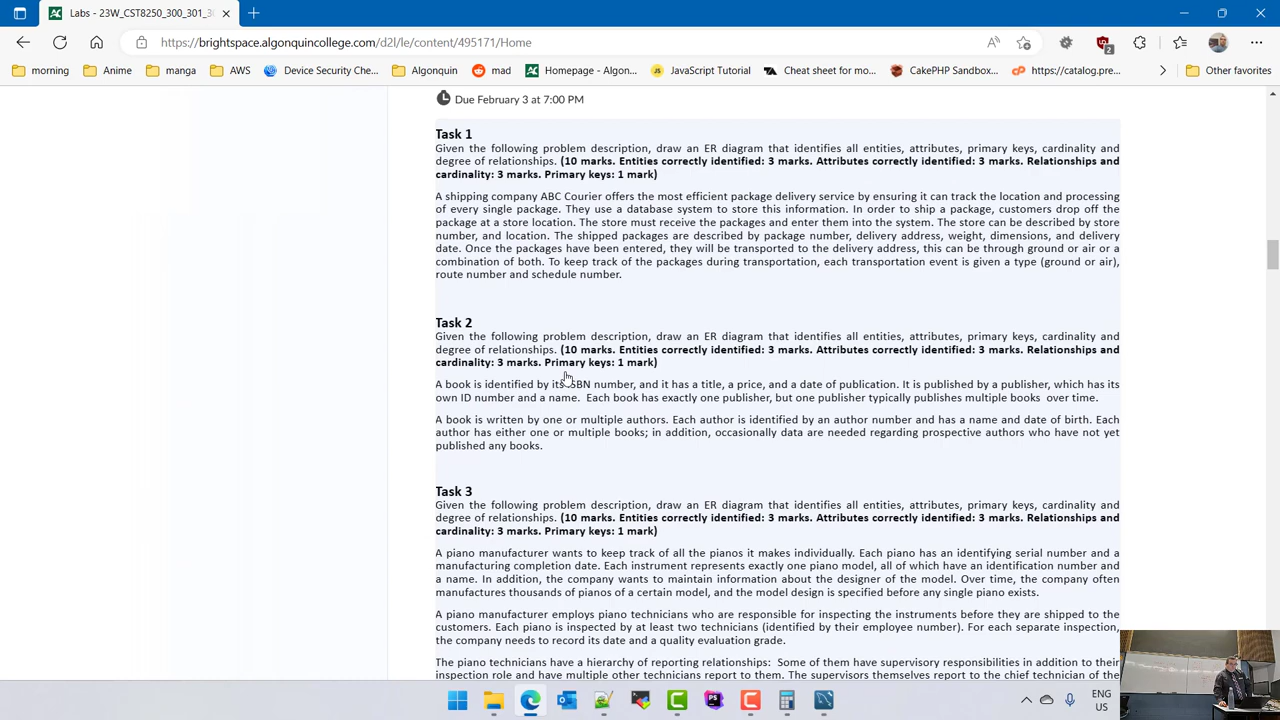 Labs - 23W_CST8250_300_301_3
https://brightspace.algonquincollege.com/d2l/le/content/495171/Home
2
morning
Anime
manga
AWS
Device Security Che...
Algonquin
mad
Homepage - Algon...
JavaScript Tutorial
Cheat sheet for mo...
CakePHP Sandbox...
https://catalog.pre...
Other favorites
Due February 3 at 7:00 PM
Task 1
Given the following problem description, draw an ER diagram that identifies all entities, attributes, primary keys, cardinality and
degree of relationships. (10 marks. Entities correctly identified: 3 marks. Attributes correctly identified: 3 marks. Relationships and
cardinality: 3 marks. Primary keys: 1 mark)
A shipping company ABC Courier offers the most efficient package delivery service by ensuring it can track the location and processing
of every single package. They use a database system to store this information. In order to ship a package, customers drop off the
package at a store location. The store must receive the packages and enter them into the system. The store can be described by store
number, and location. The shipped packages are described by package number, delivery address, weight, dimensions, and delivery
date. Once the packages have been entered, they will be transported to the delivery address, this can be through ground or air or a
combination of both. To keep track of the packages during transportation, each transportation event is given a type (ground or air),
route number and schedule number.
Task 2
Given the following problem description, draw an ER diagram that identifies all entities, attributes, primary keys, cardinality and
degree of relationships. (10 marks. Entities correctly identified: 3 marks. Attributes correctly identified: 3 marks. Relationships and
cardinality: 3 marks. Primary keys: 1 mark)
A book is identified by its ISBN number, and it has a title, a price, and a date of publication. It is published by a publisher, which has its
own ID number and a name. Each book has exactly one publisher, but one publisher typically publishes multiple books over time.
A book is written by one or multiple authors. Each author is identified by an author number and has a name and date of birth. Each
author has either one or multiple books; in addition, occasionally data are needed regarding prospective authors who have not yet
published any books.
Task 3
Given the following problem description, draw an ER diagram that identifies all entities, attributes, primary keys, cardinality and
degree of relationships. (10 marks. Entities correctly identified: 3 marks. Attributes correctly identified: 3 marks. Relationships and
cardinality: 3 marks. Primary keys: 1 mark)
A piano manufacturer wants to keep track of all the pianos it makes individually. Each piano has an identifying serial number and a
manufacturing completion date. Each instrument represents exactly one piano model, all of which have an identification number and
a name. In addition, the company wants to maintain information about the designer of the model. Over time, the company often
manufactures thousands of pianos of a certain model, and the model design is specified before any single piano exists.
A piano manufacturer employs piano technicians who are responsible for inspecting the instruments before they are shipped to the
customers. Each piano is inspected by at least two technicians (identified by their employee number). For each separate inspection,
the company needs to record its date and a quality evaluation grade.
The piano technicians have a hierarchy of reporting relationships: Some of them have supervisory responsibilities in addition to their
inspection role and have multiple other technicians report to them. The supervisors themselves report to the chief technician of the
ENG
US